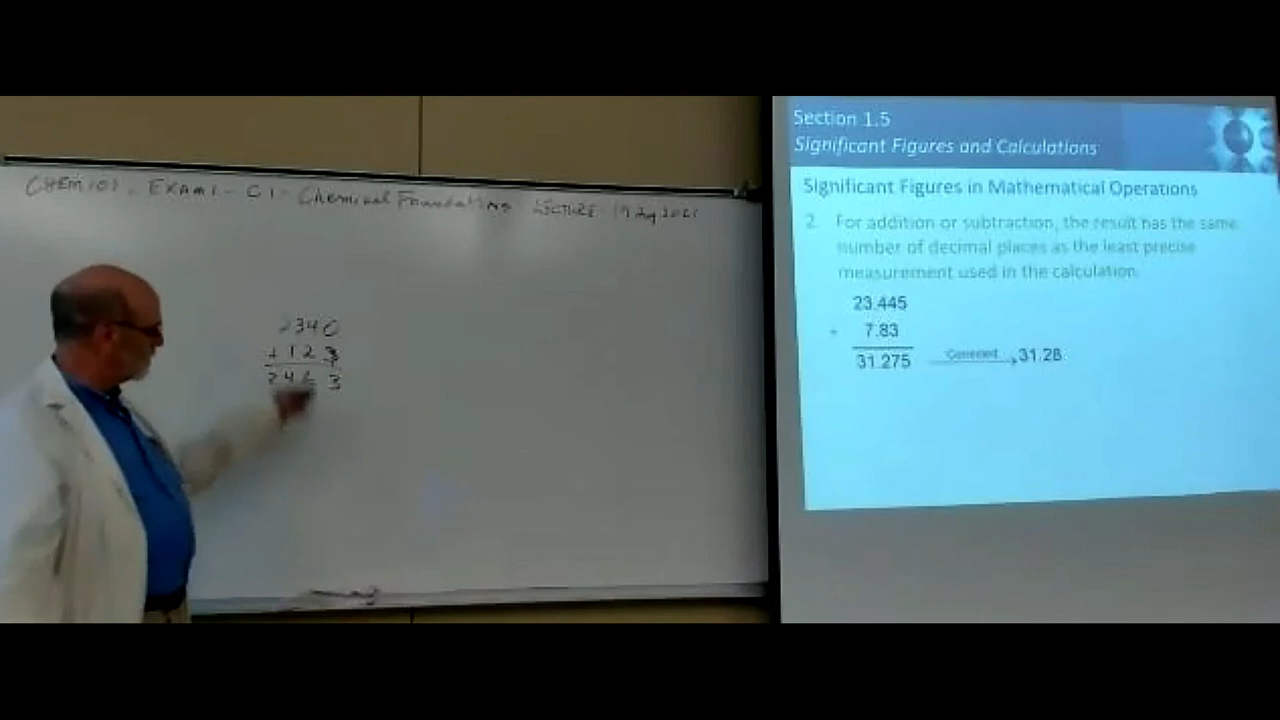 CHEM 101, EXAM 1 - C1 - Chemical Foundations LECTURE 19 2021
2340
+ 123
246 3
Section 1.5
Significant Figures and Calculations
Significant Figures in Mathematical Operations
2. For addition or subtraction, the result has the same
number of decimal places as the least precise
measurement used in the calculation.
23.445
+ 7.83
31.275 Corrected 31.28